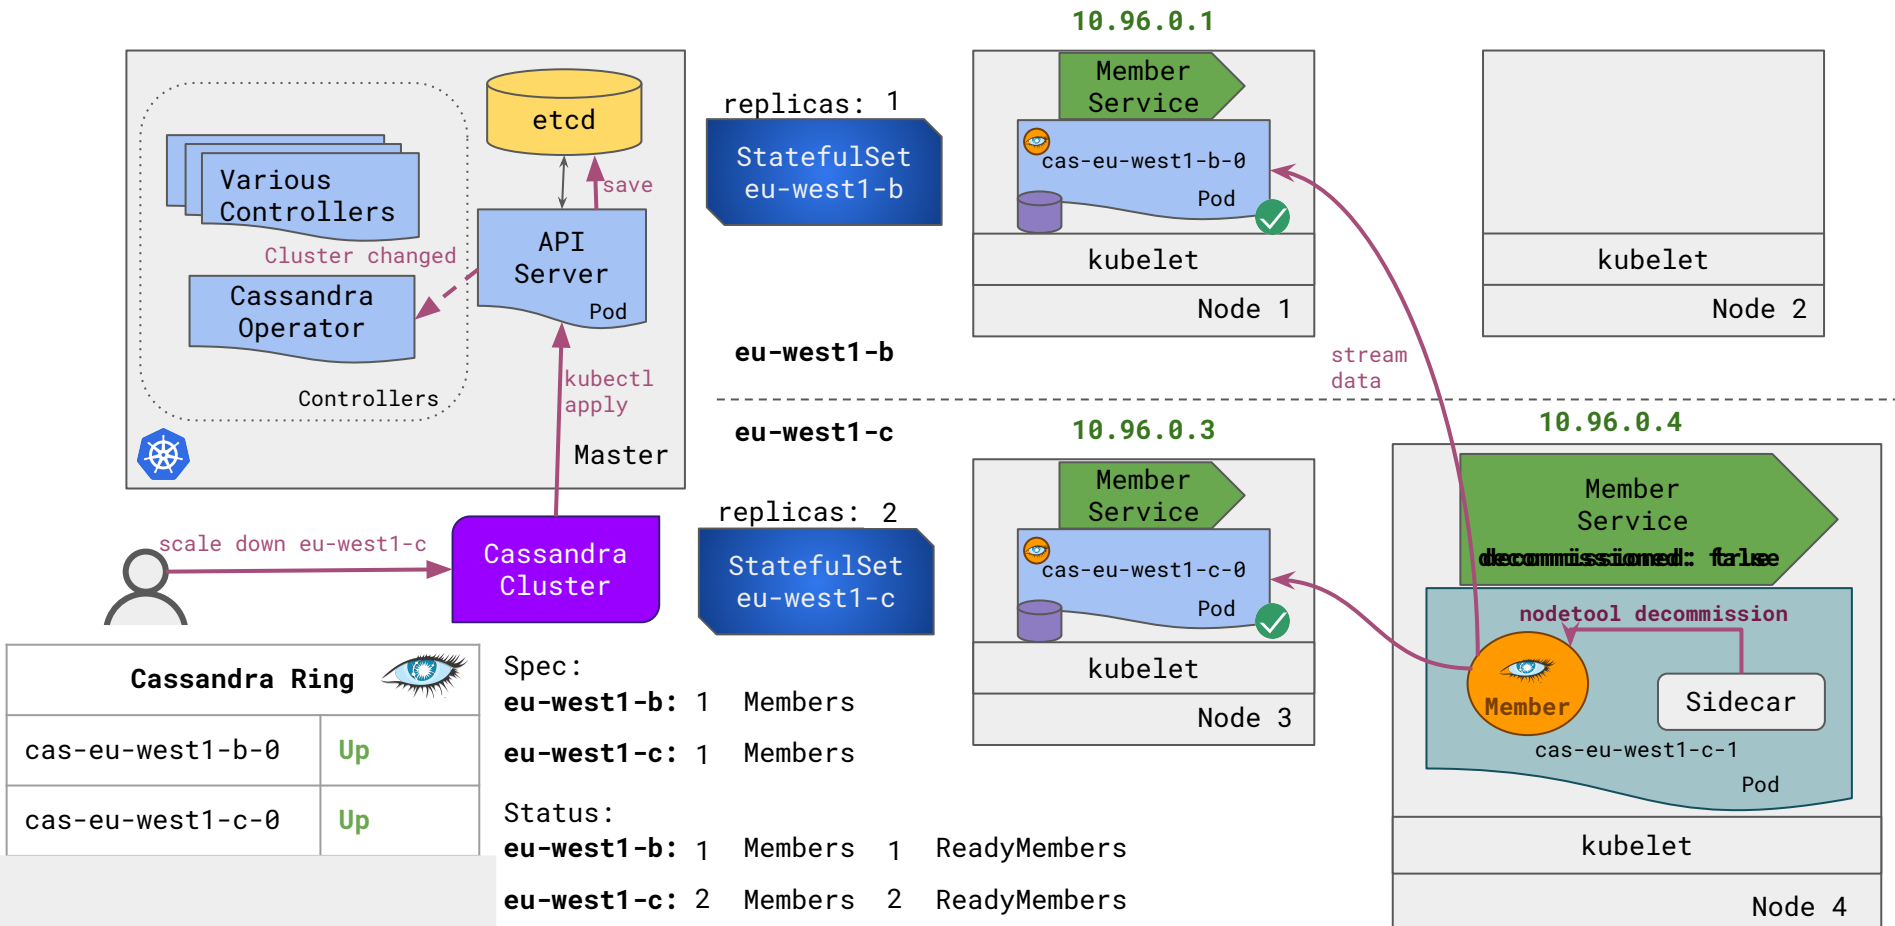 10.96.0.1
etcd
replicas: 1
StatefulSet
eu-west1-b
Member
Service
cas-eu-west1-b-0
Pod
kubelet
Node 1
kubelet
Node 2
Various
Controllers
save
Cluster changed
API
Server
Pod
Cassandra
Operator
Controllers
kubectl
apply
Master
eu-west1-b
stream
data
eu-west1-c
10.96.0.3
10.96.0.4
replicas: 2
StatefulSet
eu-west1-c
Member
Service
cas-eu-west1-c-0
Pod
kubelet
Node 3
Member
Service
decommissioned:
nodetool decommission
Member
Sidecar
cas-eu-west1-c-1
Pod
kubelet
Node 4
scale down eu-west1-c
Cassandra
Cluster
Cassandra Ring
cas-eu-west1-b-0 Up
cas-eu-west1-c-0 Up
Spec:
eu-west1-b: 1 Members
eu-west1-c: 1 Members
Status:
eu-west1-b: 1 Members 1 ReadyMembers
eu-west1-c: 2 Members 2 ReadyMembers